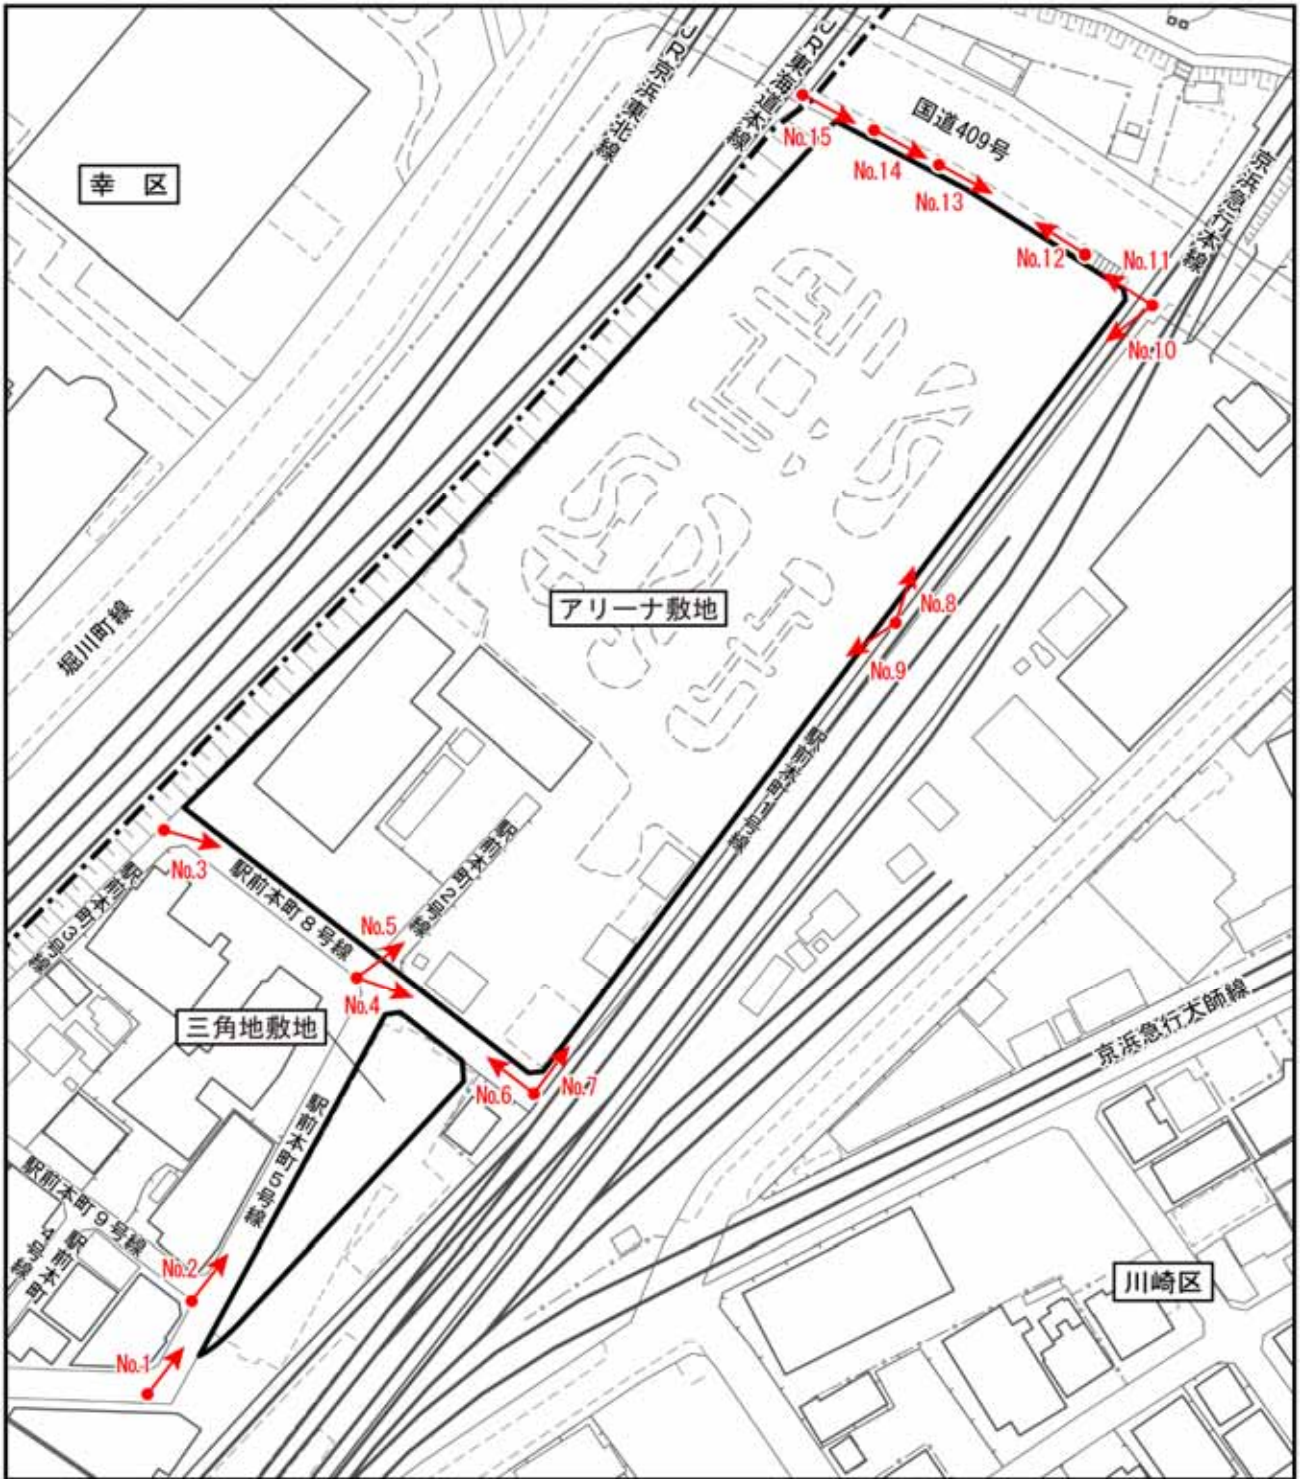 JR京浜東北線
JR東海道本線
国道409号
京浜急行本線
幸 区
No.15
No.14
No.13
No.12
No.11
No.10
堀川町線
アリーナ敷地
No.8
No.9
駅前本町11号線
駅前本町2号線
No.3
駅前本町3号線
駅前本町8号線
No.5
No.4
三角地敷地
京浜急行大師線
No.6
No.7
駅前本町5号線
駅前本町9号線
駅前本町
4号線
No.2
No.1
川崎区